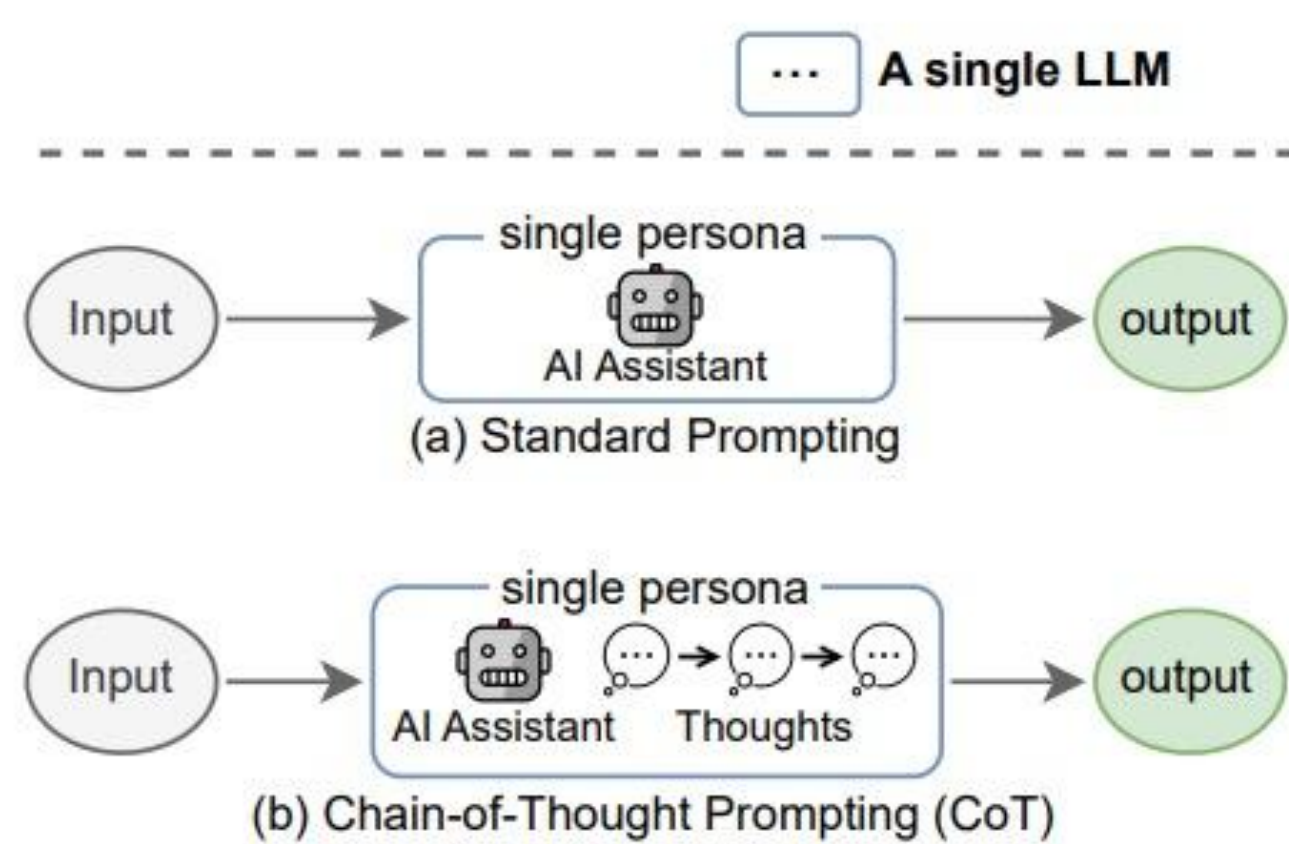 ... A single LLM
single persona
Input
AI Assistant
output
(a) Standard Prompting
single persona
Input
... ... ...
AI Assistant Thoughts
output
(b) Chain-of-Thought Prompting (CoT)